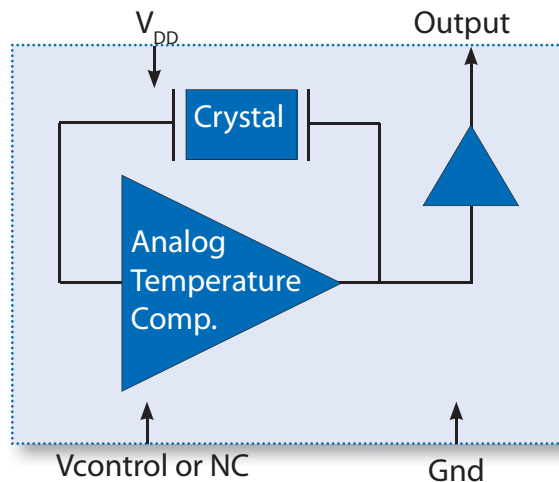 VDD
Output
Crystal
Analog
Temperature
Comp.
Vcontrol or NC
Gnd